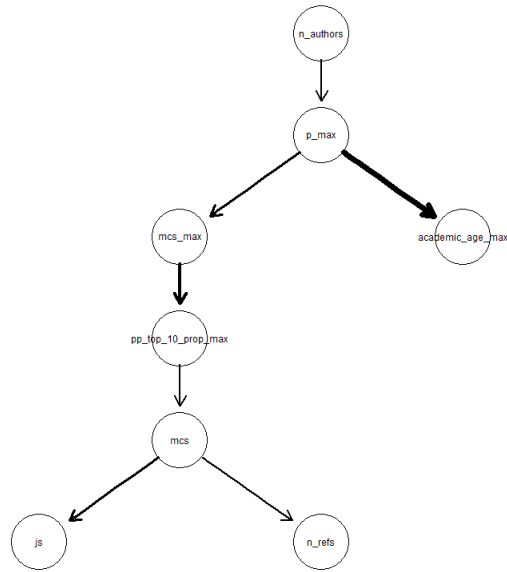 n_authors
p_max
mcs_max
academic_age_max
pp_top_10_prop_max
mcs
js
n_refs